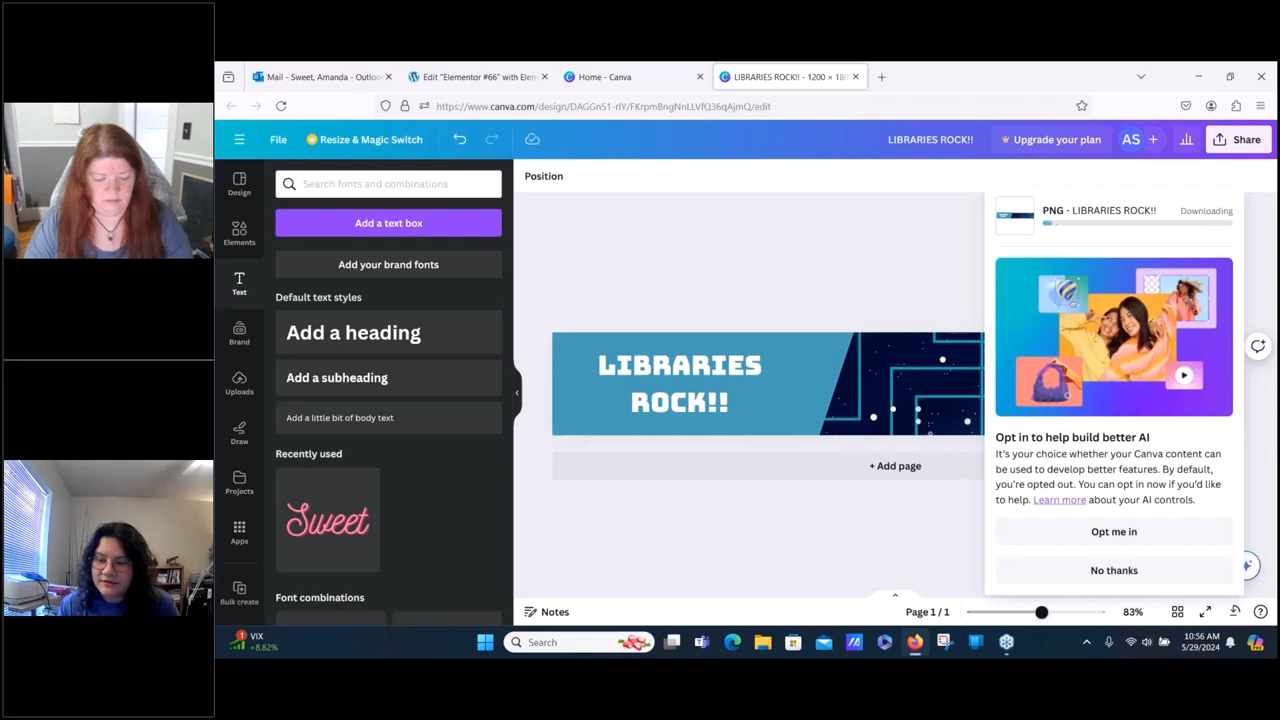 Mail - Sweet, Amanda - Outloo
Edit "Elementor #66" with Elem
Home - Canva
LIBRARIES ROCK!! - 1200 × 180
https://www.canva.com/design/DAGGn51-rIY/FKrpmBngNnLLVfQ36qAjmQ/edit
File
Resize & Magic Switch
LIBRARIES ROCK!!
Upgrade your plan
AS
Share
Design
Elements
Text
Brand
Uploads
Draw
Projects
Apps
Bulk create
Search fonts and combinations
Add a text box
Add your brand fonts
Default text styles
Add a heading
Add a subheading
Add a little bit of body text
Recently used
Sweet
Font combinations
Position
LIBRARIES
ROCK!!
+ Add page
PNG - LIBRARIES ROCK!!
Downloading
Opt in to help build better AI
It's your choice whether your Canva content can
be used to develop better features. By default,
you're opted out. You can opt in now if you'd like
to help. Learn more about your AI controls.
Opt me in
No thanks
Notes
Page 1 / 1
83%
1
VIX
+8.82%
Search
10:56 AM
5/29/2024